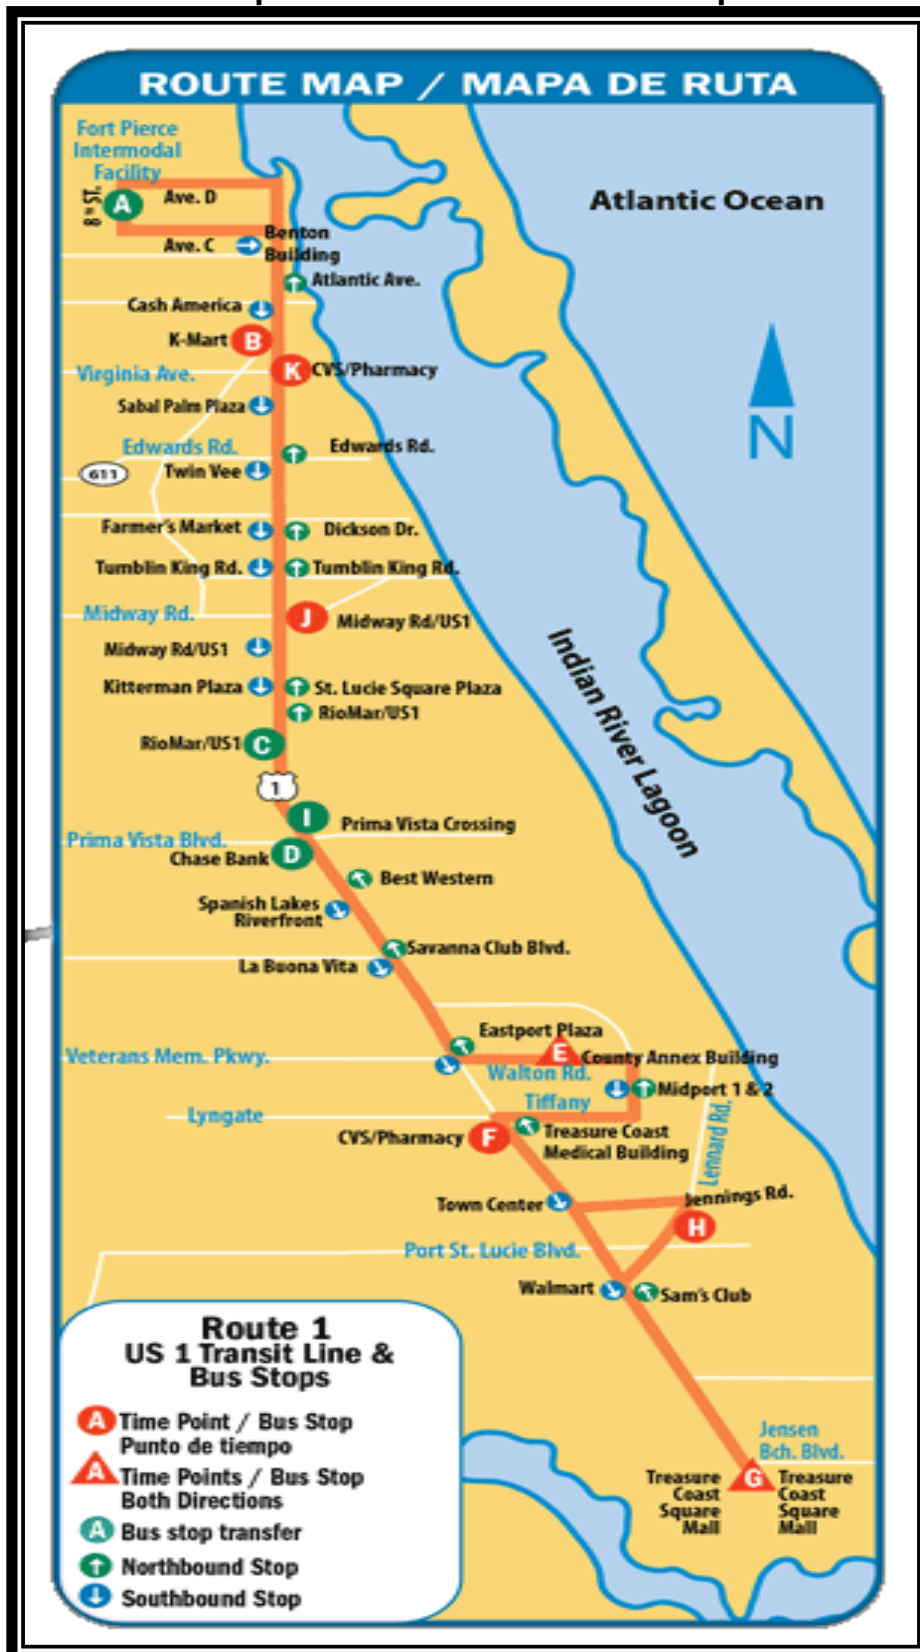 ROUTE MAP / MAPA DE RUTA
Fort Pierce
Intermodal
Facility
8TH ST.
A
Ave. D
Ave. C
Benton
Building
Atlantic Ocean
Atlantic Ave.
Cash America
K-Mart
B
K
CVS/Pharmacy
Virginia Ave.
Sabal Palm Plaza
N
Edwards Rd.
Edwards Rd.
611
Twin Vee
Farmer's Market
Dickson Dr.
Tumblin King Rd.
Tumblin King Rd.
Midway Rd.
J
Midway Rd/US1
Midway Rd/US1
Kitterman Plaza
St. Lucie Square Plaza
RioMar/US1
RioMar/US1
C
Indian River Lagoon
1
I
Prima Vista Crossing
Prima Vista Blvd.
Chase Bank
D
Best Western
Spanish Lakes
Riverfront
Savanna Club Blvd.
La Buona Vita
Eastport Plaza
Veterans Mem. Pkwy.
E
County Annex Building
Walton Rd.
Midport 1 & 2
Tiffany
Lyngate
CVS/Pharmacy
F
Treasure Coast
Medical Building
Lennard Rd.
Town Center
Jennings Rd.
H
Port St. Lucie Blvd.
Walmart
Sam's Club
Jensen
Bch. Blvd.
Treasure
Coast
Square
Mall
G
Treasure
Coast
Square
Mall
Route 1
US 1 Transit Line &
Bus Stops
A Time Point / Bus Stop
Punto de tiempo
A Time Points / Bus Stop
Both Directions
A Bus stop transfer
Northbound Stop
Southbound Stop